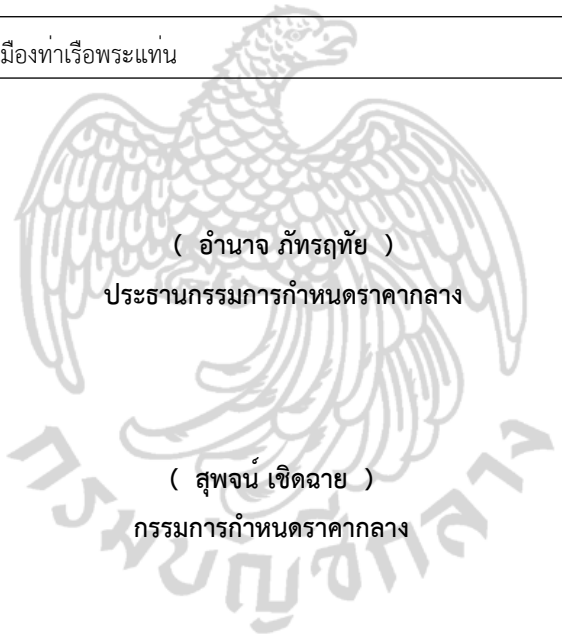 มืองท่าเรือพระแท่น
( อำนาจ ภัทรฤทัย )
ประธานกรรมการกำหนดราคากลาง
( สุพจน์ เชิดฉาย )
กรรมการกำหนดราคากลาง
กรมบัญชีกลาง